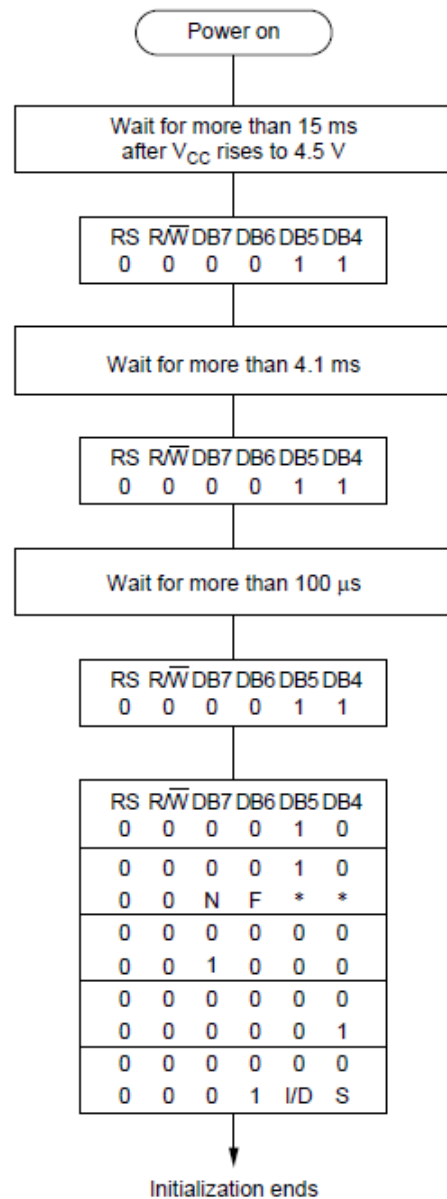 Power on
Wait for more than 15 ms
after VCC rises to 4.5 V
RS R/W̅ DB7 DB6 DB5 DB4
0 0 0 0 1 1
Wait for more than 4.1 ms
RS R/W̅ DB7 DB6 DB5 DB4
0 0 0 0 1 1
Wait for more than 100 µs
RS R/W̅ DB7 DB6 DB5 DB4
0 0 0 0 1 1
RS R/W̅ DB7 DB6 DB5 DB4
0 0 0 0 1 0
0 0 0 0 1 0
0 0 N F * *
0 0 0 0 0 0
0 0 1 0 0 0
0 0 0 0 0 0
0 0 0 0 0 1
0 0 0 0 0 0
0 0 0 1 I/D S
Initialization ends